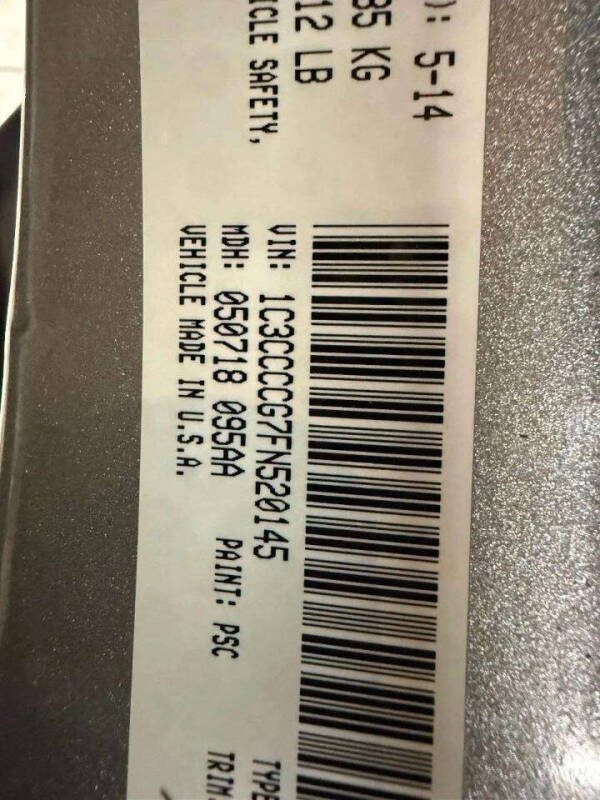 ): 5-14
85 KG
12 LB
ICLE SAFETY,
VIN: 1C3CCCCG7FN520145 TYPE
MDH: 050718 095AA PAINT: PSC TRIM
VEHICLE MADE IN U.S.A.